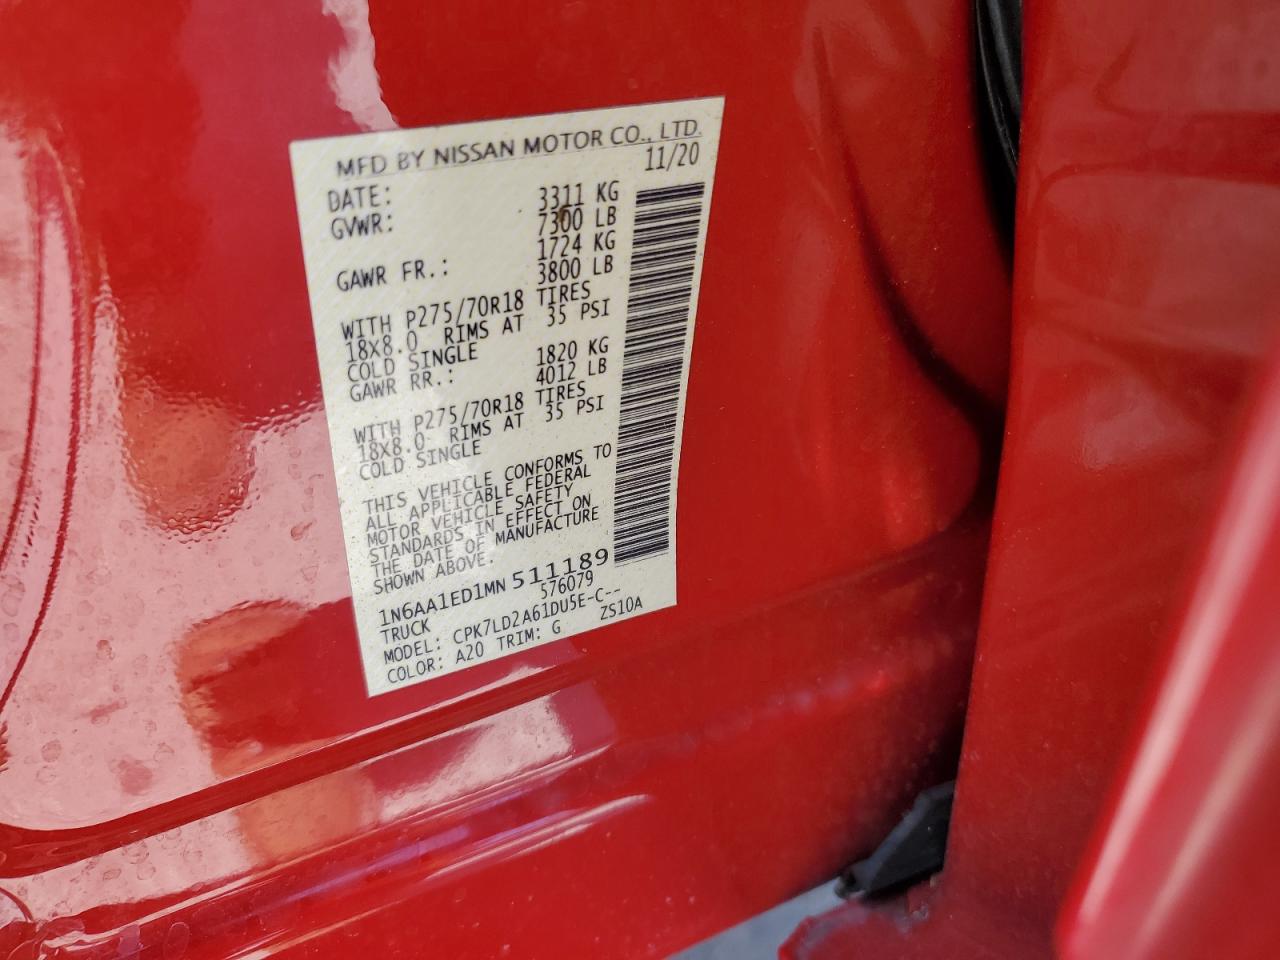 MFD BY NISSAN MOTOR CO., LTD.
DATE: 11/20
GVWR: 3311 KG
7300 LB
GAWR FR.: 1724 KG
3800 LB
WITH P275/70R18 TIRES
18X8.0 RIMS AT 35 PSI
COLD SINGLE
GAWR RR.: 1820 KG
4012 LB
WITH P275/70R18 TIRES
18X8.0 RIMS AT 35 PSI
COLD SINGLE
THIS VEHICLE CONFORMS TO
ALL APPLICABLE FEDERAL
MOTOR VEHICLE SAFETY
STANDARDS IN EFFECT ON
THE DATE OF MANUFACTURE
SHOWN ABOVE.
1N6AA1ED1MN 511189
TRUCK 576079
MODEL: CPK7LD2A61DU5E-C--
COLOR: A20 TRIM: G ZS10A